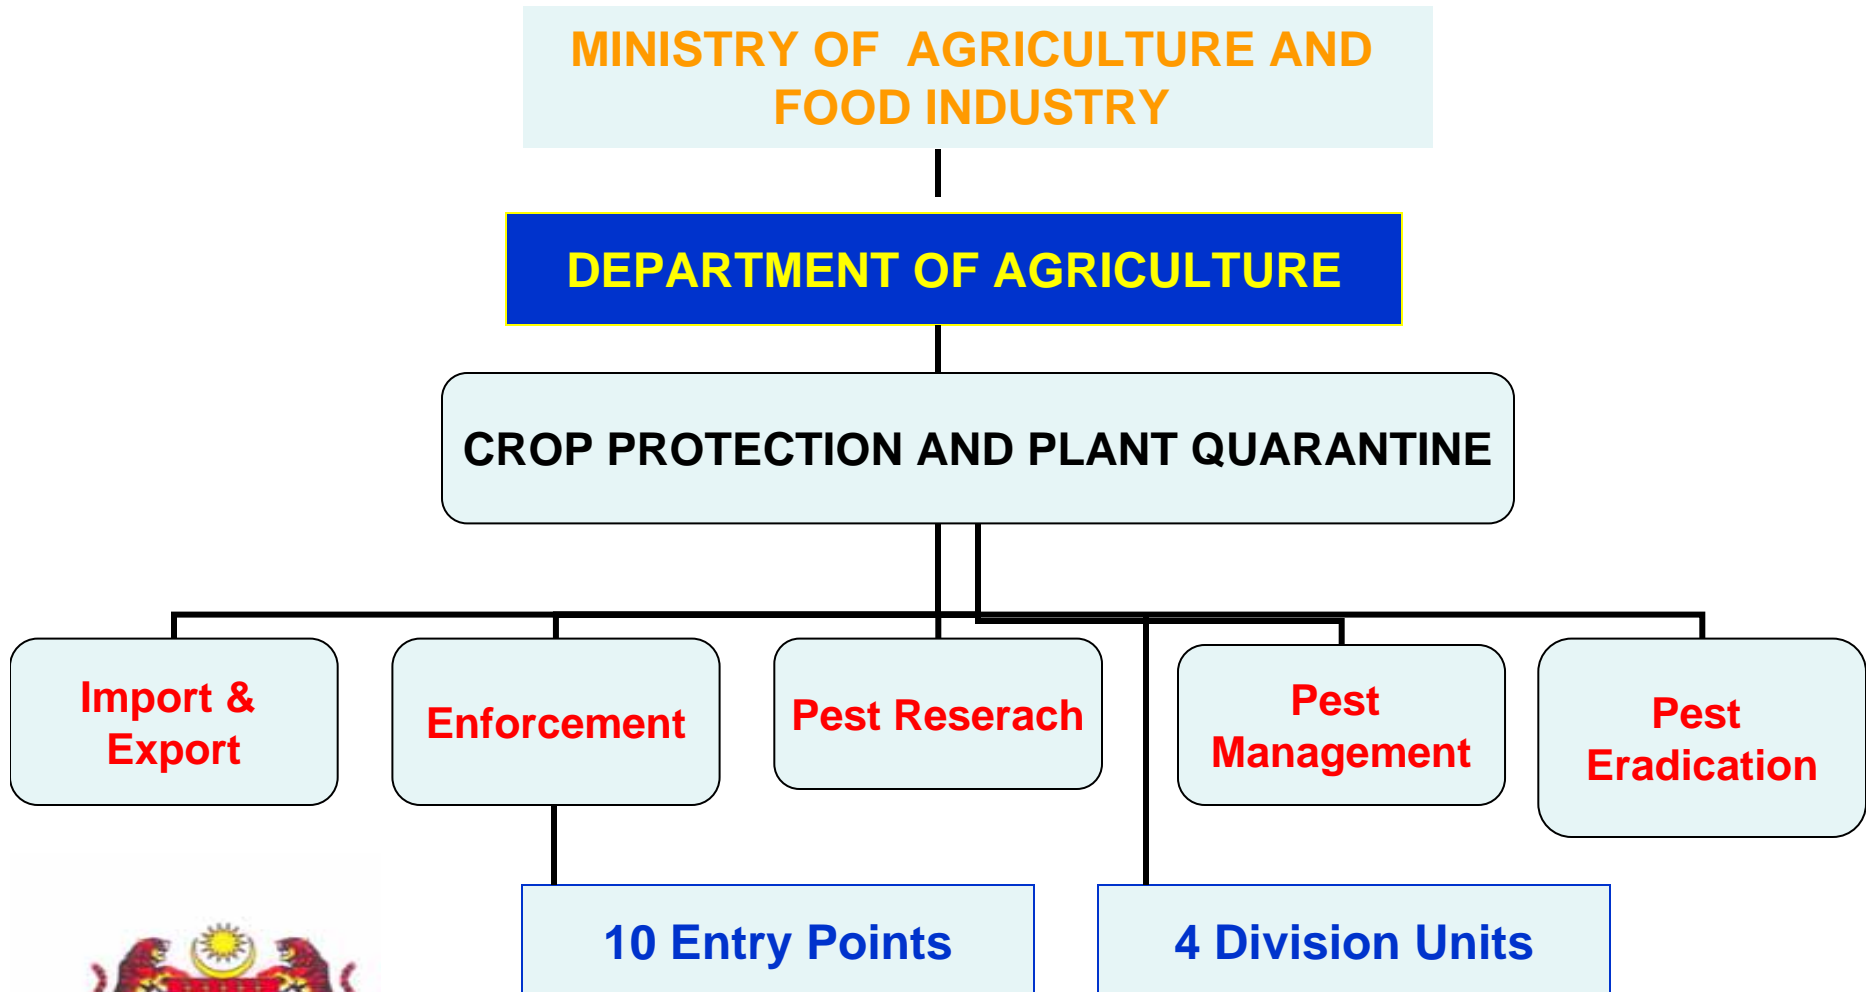 MINISTRY OF AGRICULTURE AND
FOOD INDUSTRY
DEPARTMENT OF AGRICULTURE
CROP PROTECTION AND PLANT QUARANTINE
Import &
Export
Enforcement
Pest Reserach
Pest
Management
Pest
Eradication
10 Entry Points
4 Division Units